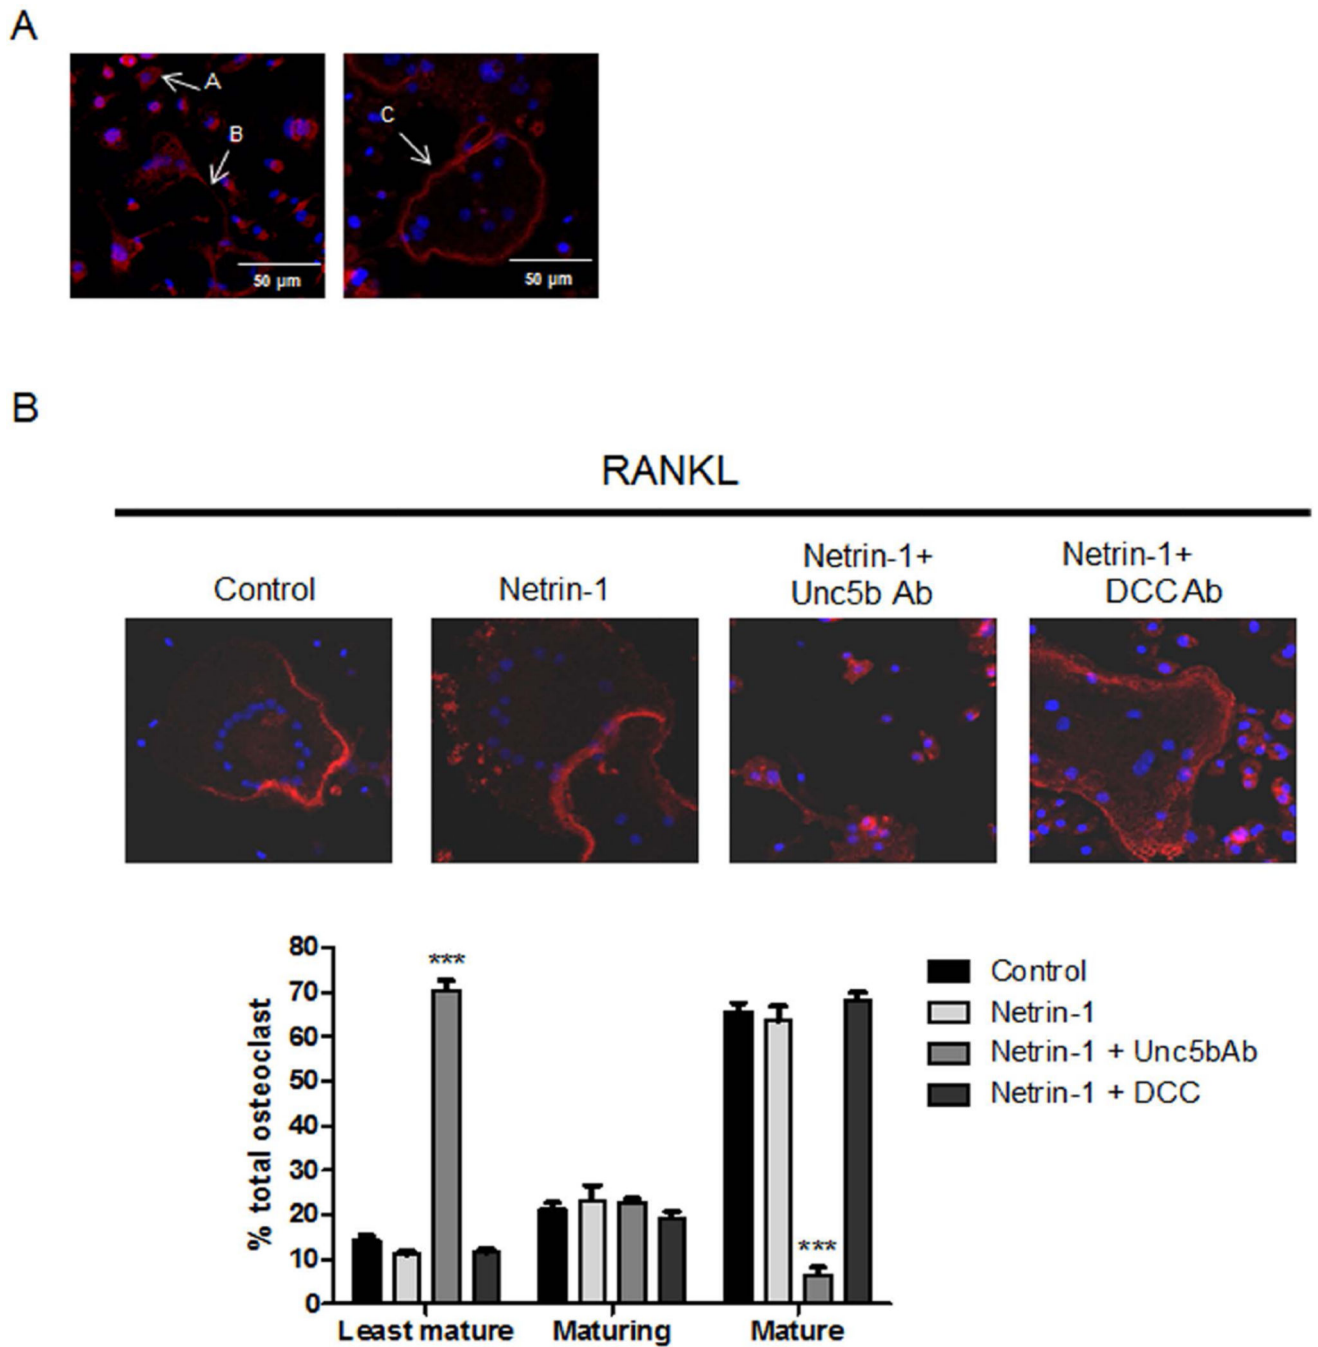 A
A
B
C
50 µm
50 µm
B
RANKL
Control
Netrin-1
Netrin-1+
Unc5b Ab
Netrin-1+
DCC Ab
80
70
60
50
40
30
20
10
0
% total osteoclast
***
***
Least mature
Maturing
Mature
Control
Netrin-1
Netrin-1 + Unc5bAb
Netrin-1 + DCC